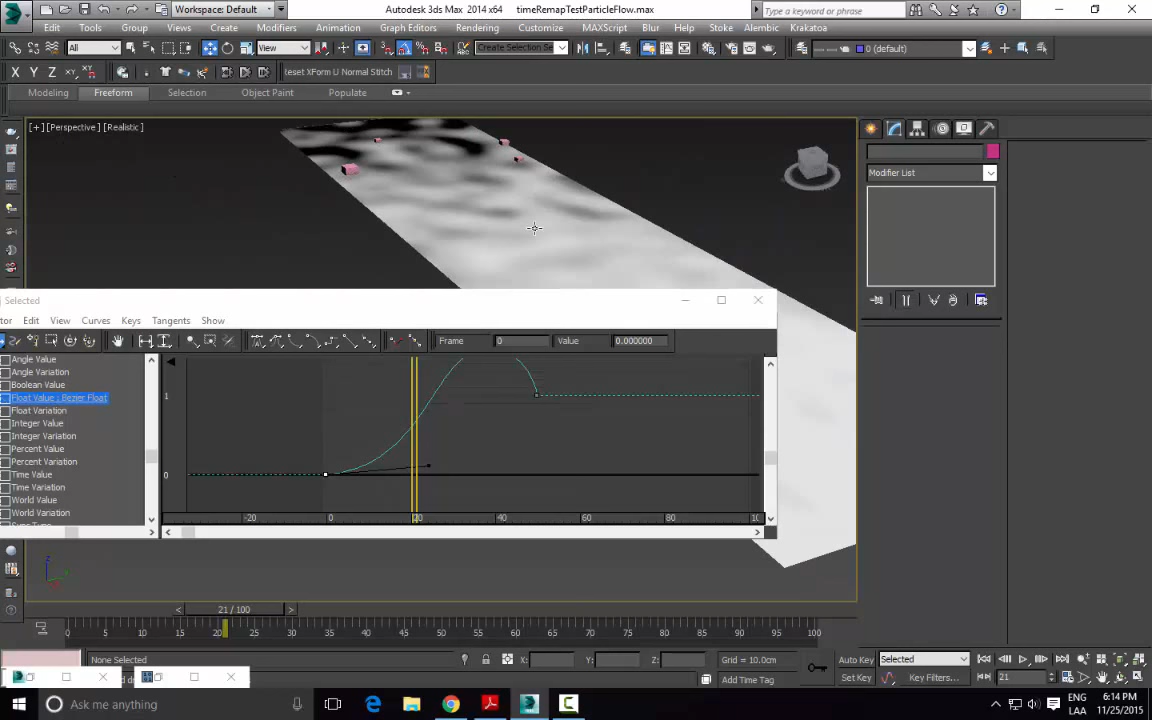 Workspace: Default
Autodesk 3ds Max 2014 x64 timeRemapTestParticleFlow.max
Type a keyword or phrase
Edit Tools Group Views Create Modifiers Animation Graph Editors Rendering Customize MAXScript Blur Stoke Alembic Krakatoa
All View Create Selection Se 0 (default)
X Y Z XY XY Reset XForm U Normal Stitch
Modeling Freeform Selection Object Paint Populate
[+] [Perspective] [Realistic]
Modifier List
Selected
tor Edit View Curves Keys Tangents Show
Frame 0 Value 0.000000
Angle Value
Angle Variation
Boolean Value
Float Value : Bezier Float
Float Variation
Integer Value
Integer Variation
Percent Value
Percent Variation
Time Value
Time Variation
World Value
World Variation
Sync Type
1
0
-20 0 20 40 60 80 10
z
< 21 / 100 >
0 5 10 15 20 25 30 35 40 45 50 55 60 65 70 75 80 85 90 95 100
None Selected X: Y: Z: Grid = 10.0cm Auto Key Selected
Add Time Tag Set Key Key Filters... 21
Ask me anything
ENG 6:14 PM
LAA 11/25/2015